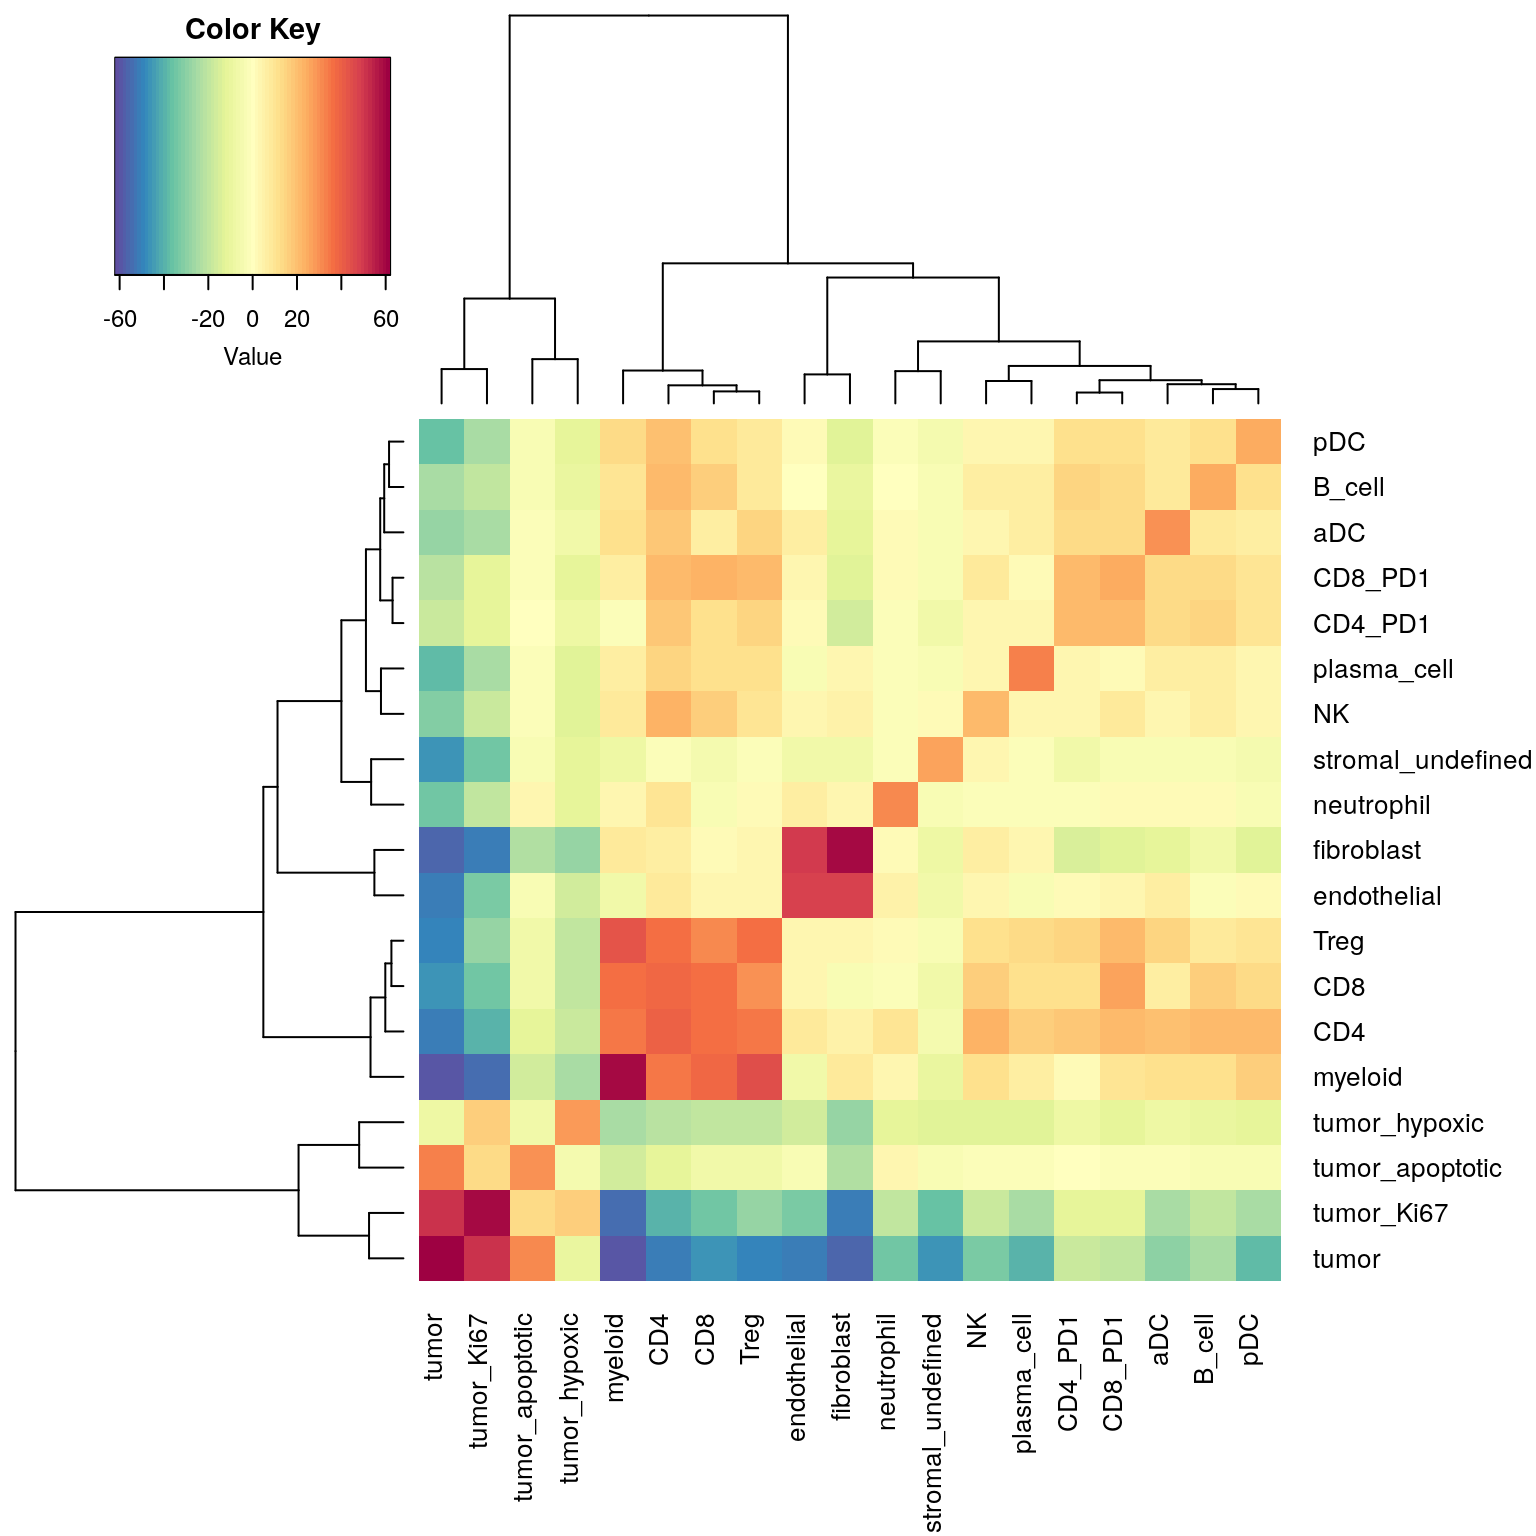 Color Key
-60 -20 0 20 60
Value
pDC
B_cell
aDC
CD8_PD1
CD4_PD1
plasma_cell
NK
stromal_undefined
neutrophil
fibroblast
endothelial
Treg
CD8
CD4
myeloid
tumor_hypoxic
tumor_apoptotic
tumor_Ki67
tumor
tumor
tumor_Ki67
tumor_apoptotic
tumor_hypoxic
myeloid
CD4
CD8
Treg
endothelial
fibroblast
neutrophil
stromal_undefined
NK
plasma_cell
CD4_PD1
CD8_PD1
aDC
B_cell
pDC